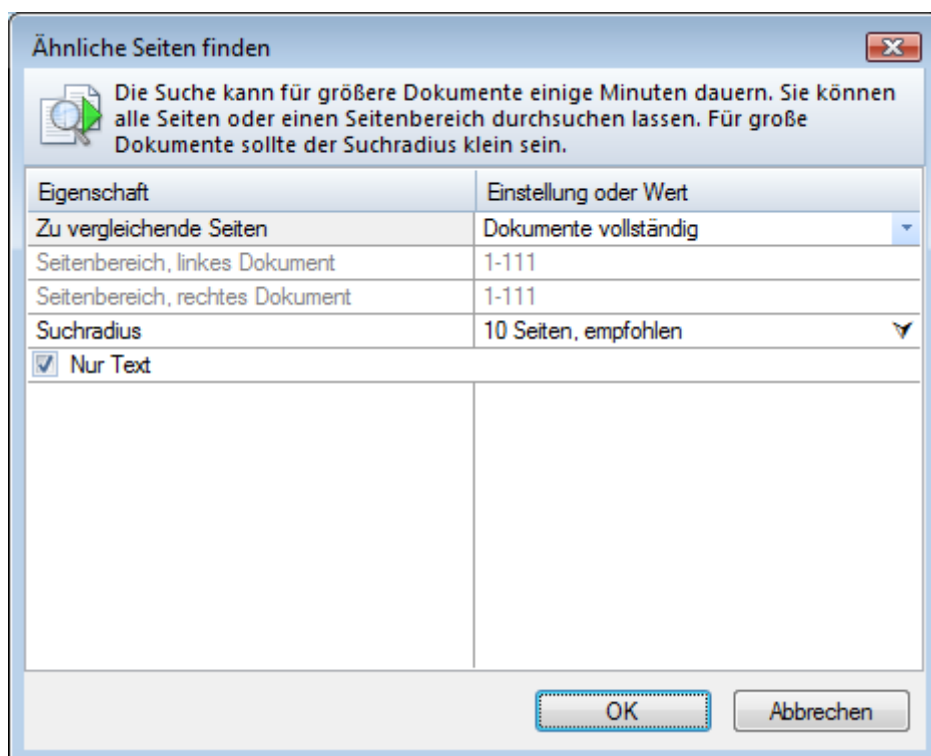 Ähnliche Seiten finden
Die Suche kann für größere Dokumente einige Minuten dauern. Sie können
alle Seiten oder einen Seitenbereich durchsuchen lassen. Für große
Dokumente sollte der Suchradius klein sein.
Eigenschaft Einstellung oder Wert
Zu vergleichende Seiten Dokumente vollständig
Seitenbereich, linkes Dokument 1-111
Seitenbereich, rechtes Dokument 1-111
Suchradius 10 Seiten, empfohlen
Nur Text
OK Abbrechen